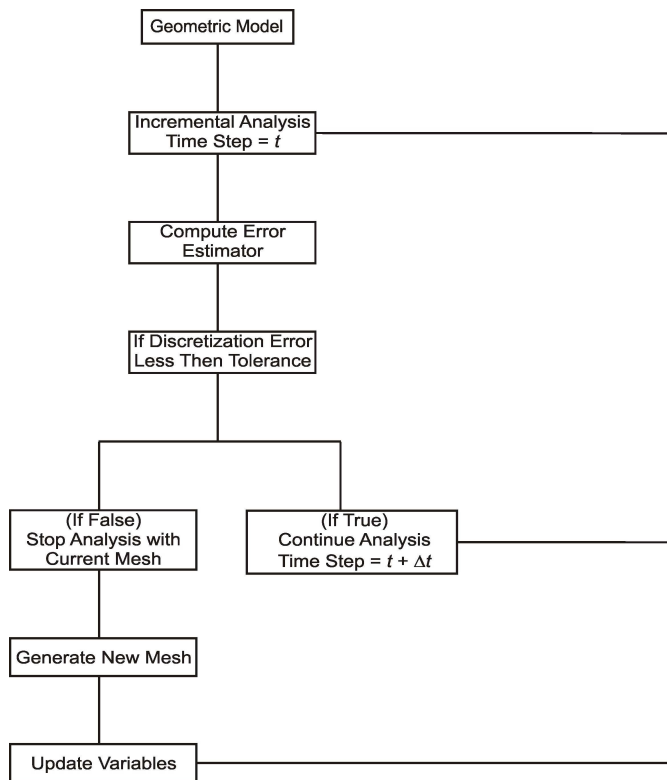 Geometric Model
Incremental Analysis
Time Step = t
Compute Error
Estimator
If Discretization Error
Less Then Tolerance
(If False)
Stop Analysis with
Current Mesh
(If True)
Continue Analysis
Time Step = t + Δt
Generate New Mesh
Update Variables